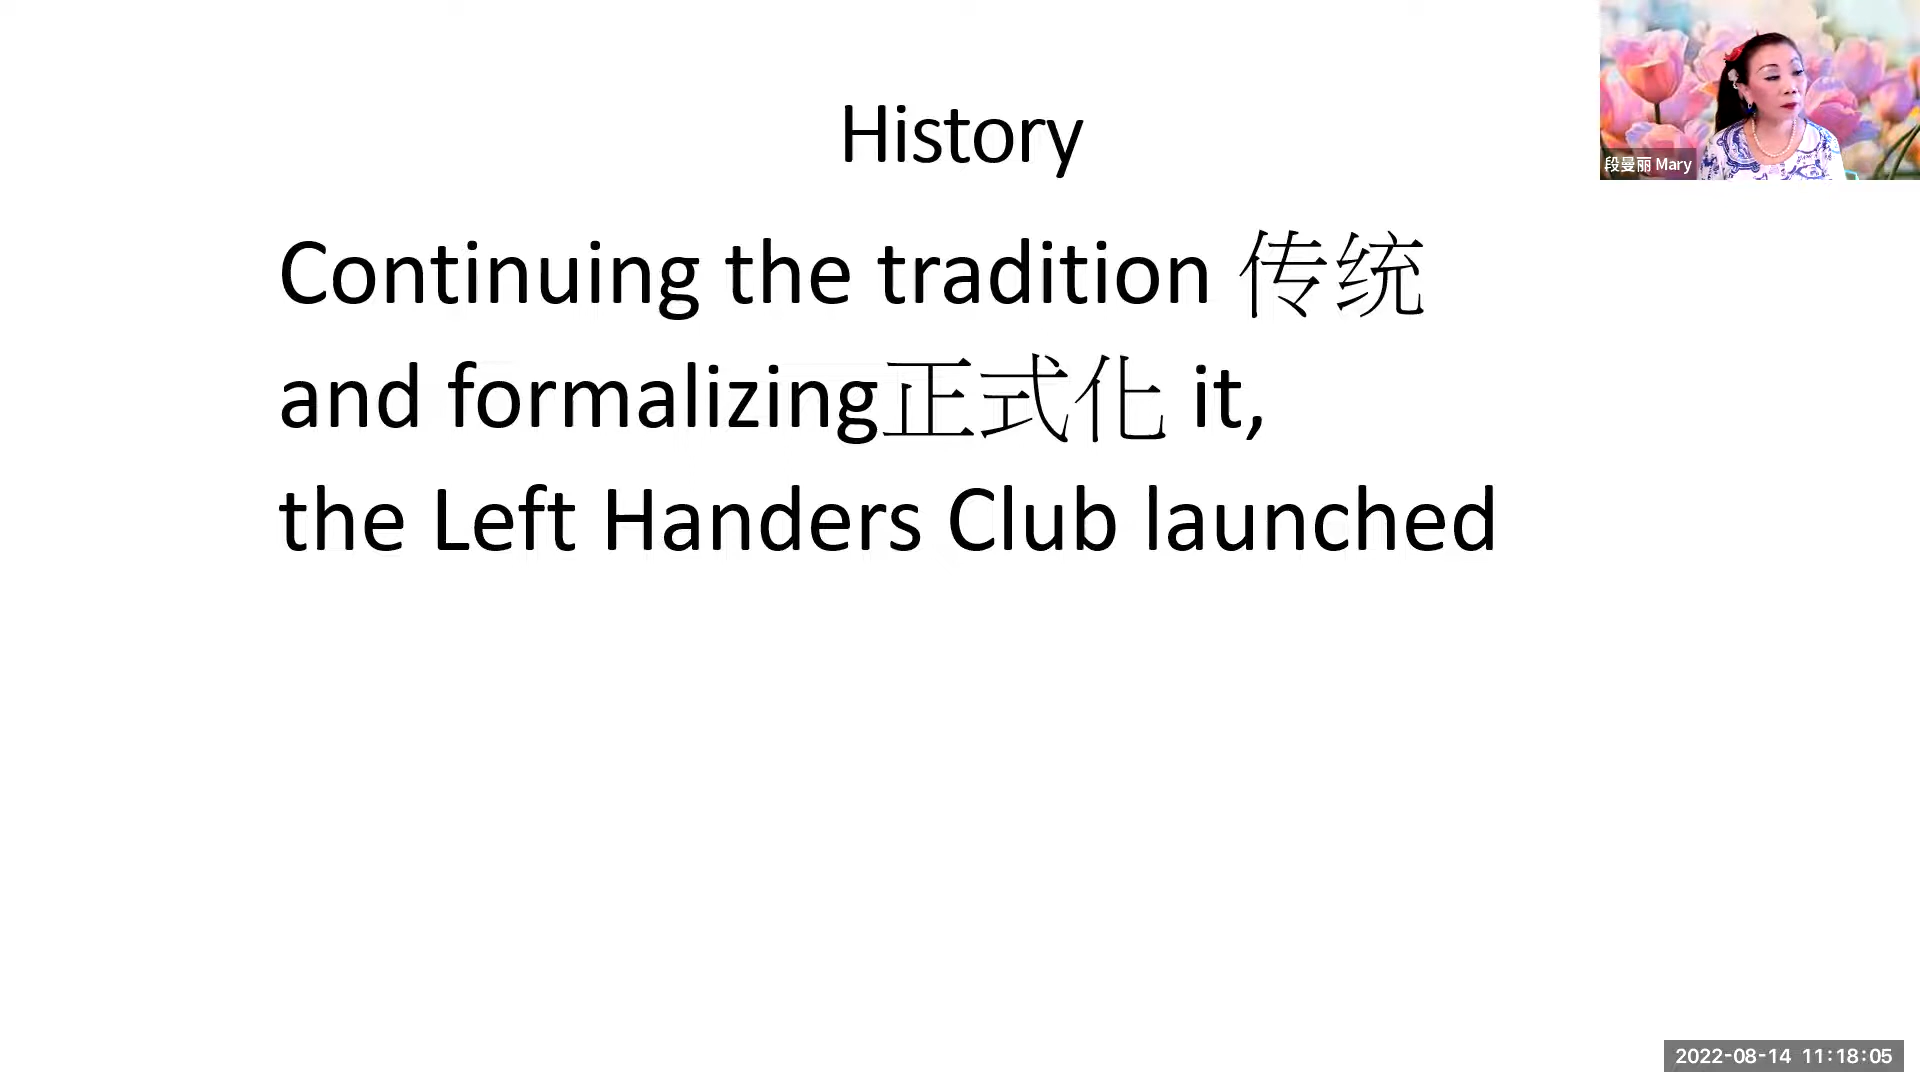 History
Continuing the tradition 传统
and formalizing正式化 it,
the Left Handers Club launched
段曼丽 Mary
2022-08-14 11:18:05